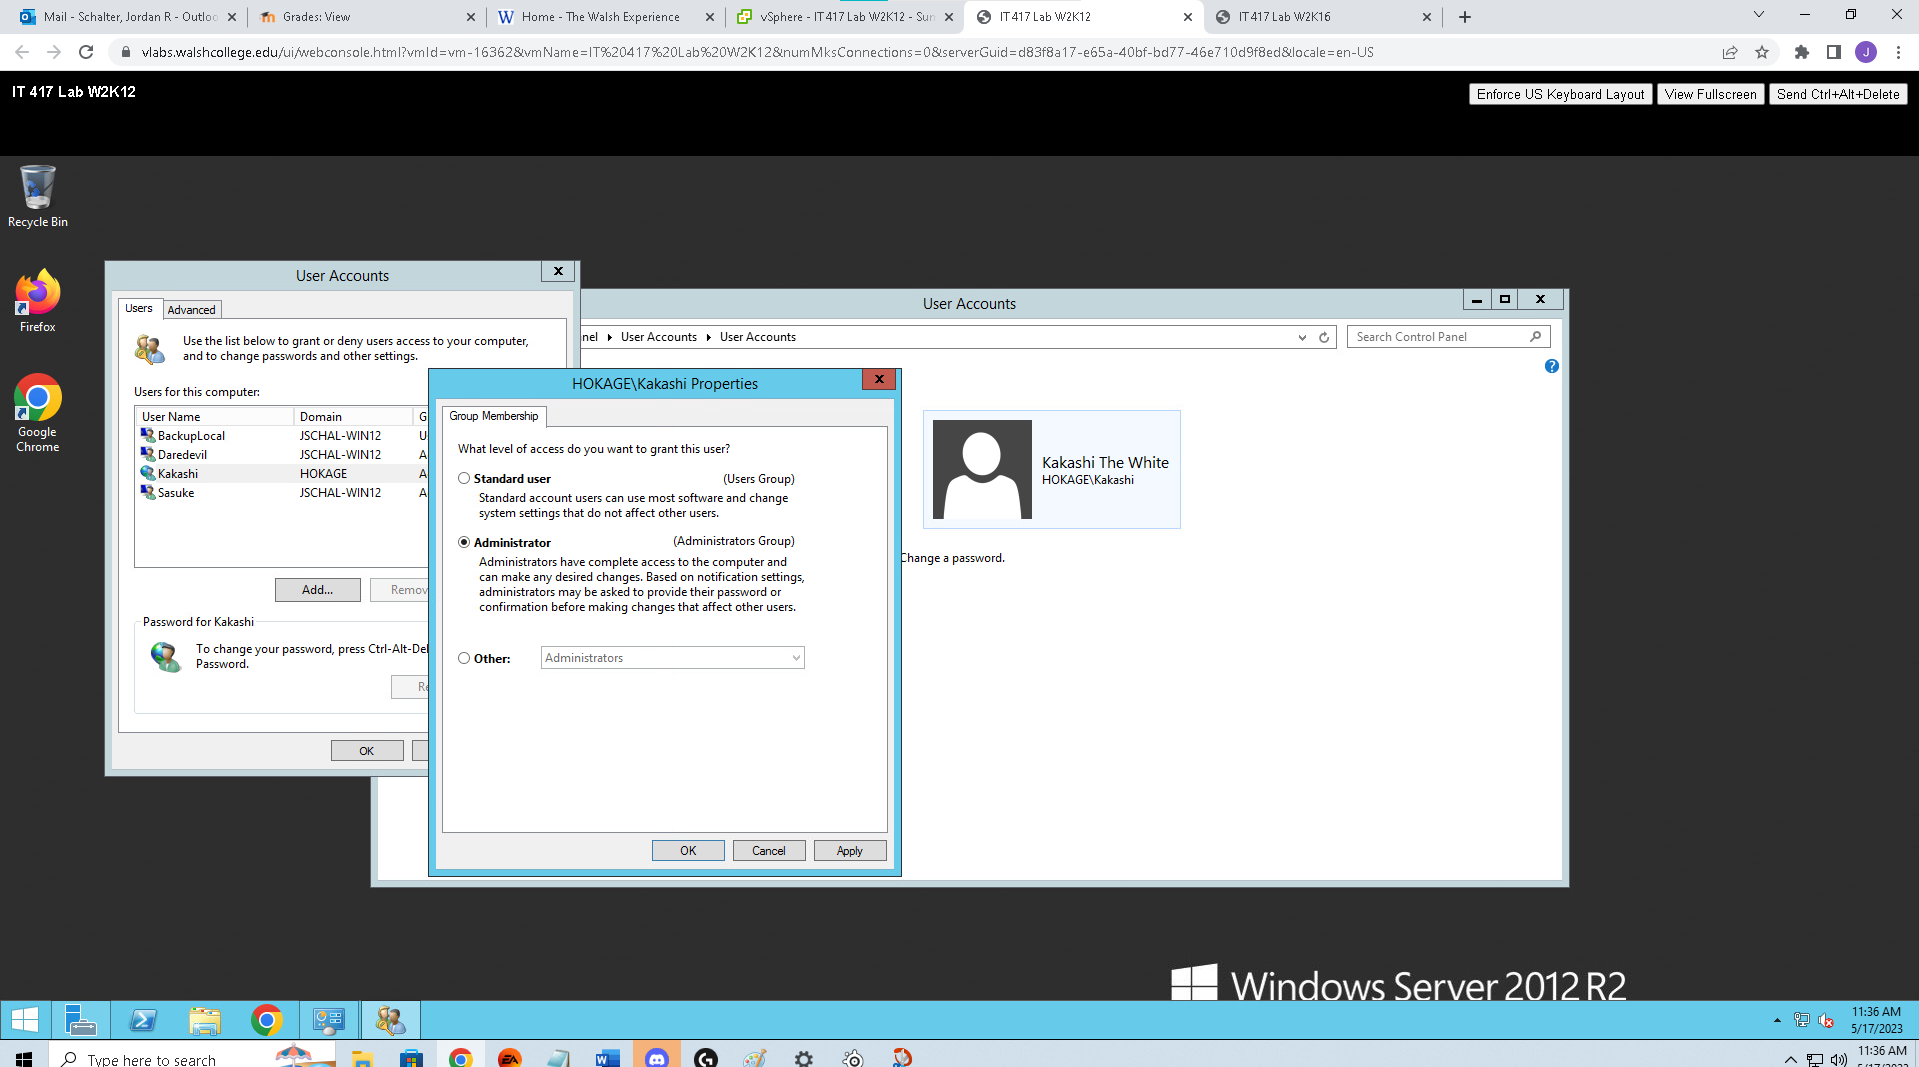 Mail - Schalter, Jordan R - Outloo
Grades: View
Home - The Walsh Experience
vSphere - IT417 Lab W2K12 - Sum
IT417 Lab W2K12
IT417 Lab W2K16
vlabs.walshcollege.edu/ui/webconsole.html?vmId=vm-16362&vmName=IT%20417%20Lab%20W2K12&numMksConnections=0&serverGuid=d83f8a17-e65a-40bf-bd77-46e710d9f8ed&locale=en-US
J
IT 417 Lab W2K12
Enforce US Keyboard Layout
View Fullscreen
Send Ctrl+Alt+Delete
Recycle Bin
Firefox
Google
Chrome
User Accounts
Users
Advanced
Use the list below to grant or deny users access to your computer,
and to change passwords and other settings.
Users for this computer:
User Name Domain G
BackupLocal JSCHAL-WIN12 U
Daredevil JSCHAL-WIN12 A
Kakashi HOKAGE A
Sasuke JSCHAL-WIN12 A
Add...
Remov
Password for Kakashi
To change your password, press Ctrl-Alt-Del
Password.
Re
OK
User Accounts
nel User Accounts User Accounts
Search Control Panel
Kakashi The White
HOKAGE\Kakashi
Change a password.
HOKAGE\Kakashi Properties
Group Membership
What level of access do you want to grant this user?
Standard user (Users Group)
Standard account users can use most software and change
system settings that do not affect other users.
Administrator (Administrators Group)
Administrators have complete access to the computer and
can make any desired changes. Based on notification settings,
administrators may be asked to provide their password or
confirmation before making changes that affect other users.
Other: Administrators
OK
Cancel
Apply
Windows Server 2012 R2
11:36 AM
5/17/2023
Type here to search
EA
11:36 AM
5/17/2023